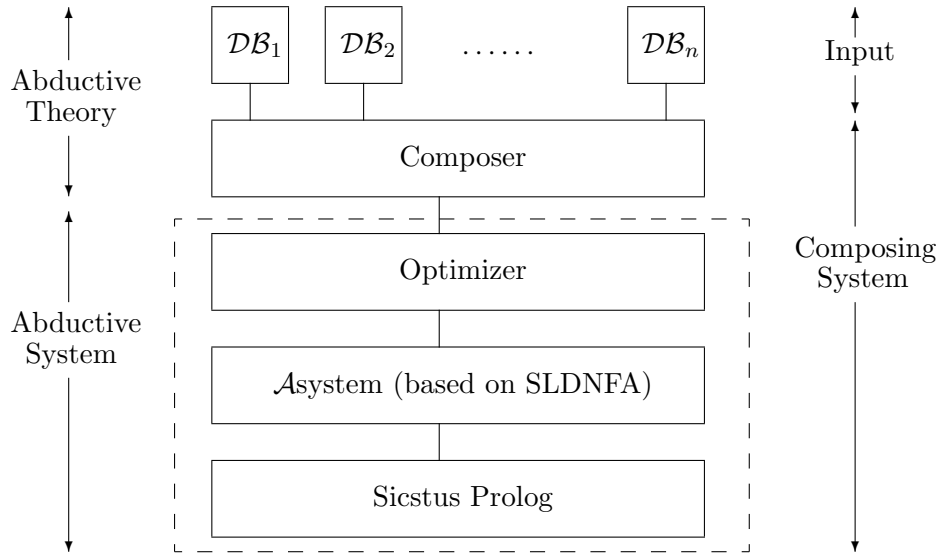 𝒟ℬ₁ 𝒟ℬ₂ ...... 𝒟ℬₙ
Input
Abductive
Theory
Composer
Optimizer
Composing
System
Abductive
System
𝒜system (based on SLDNFA)
Sicstus Prolog